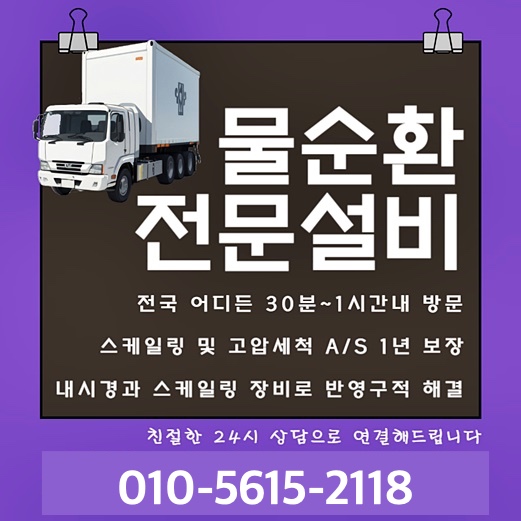 물순환
전문설비
전국 어디든 30분~1시간내 방문
스케일링 및 고압세척 A/S 1년 보장
내시경과 스케일링 장비로 반영구적 해결
친절한 24시 상담으로 연결해드립니다
010-5615-2118